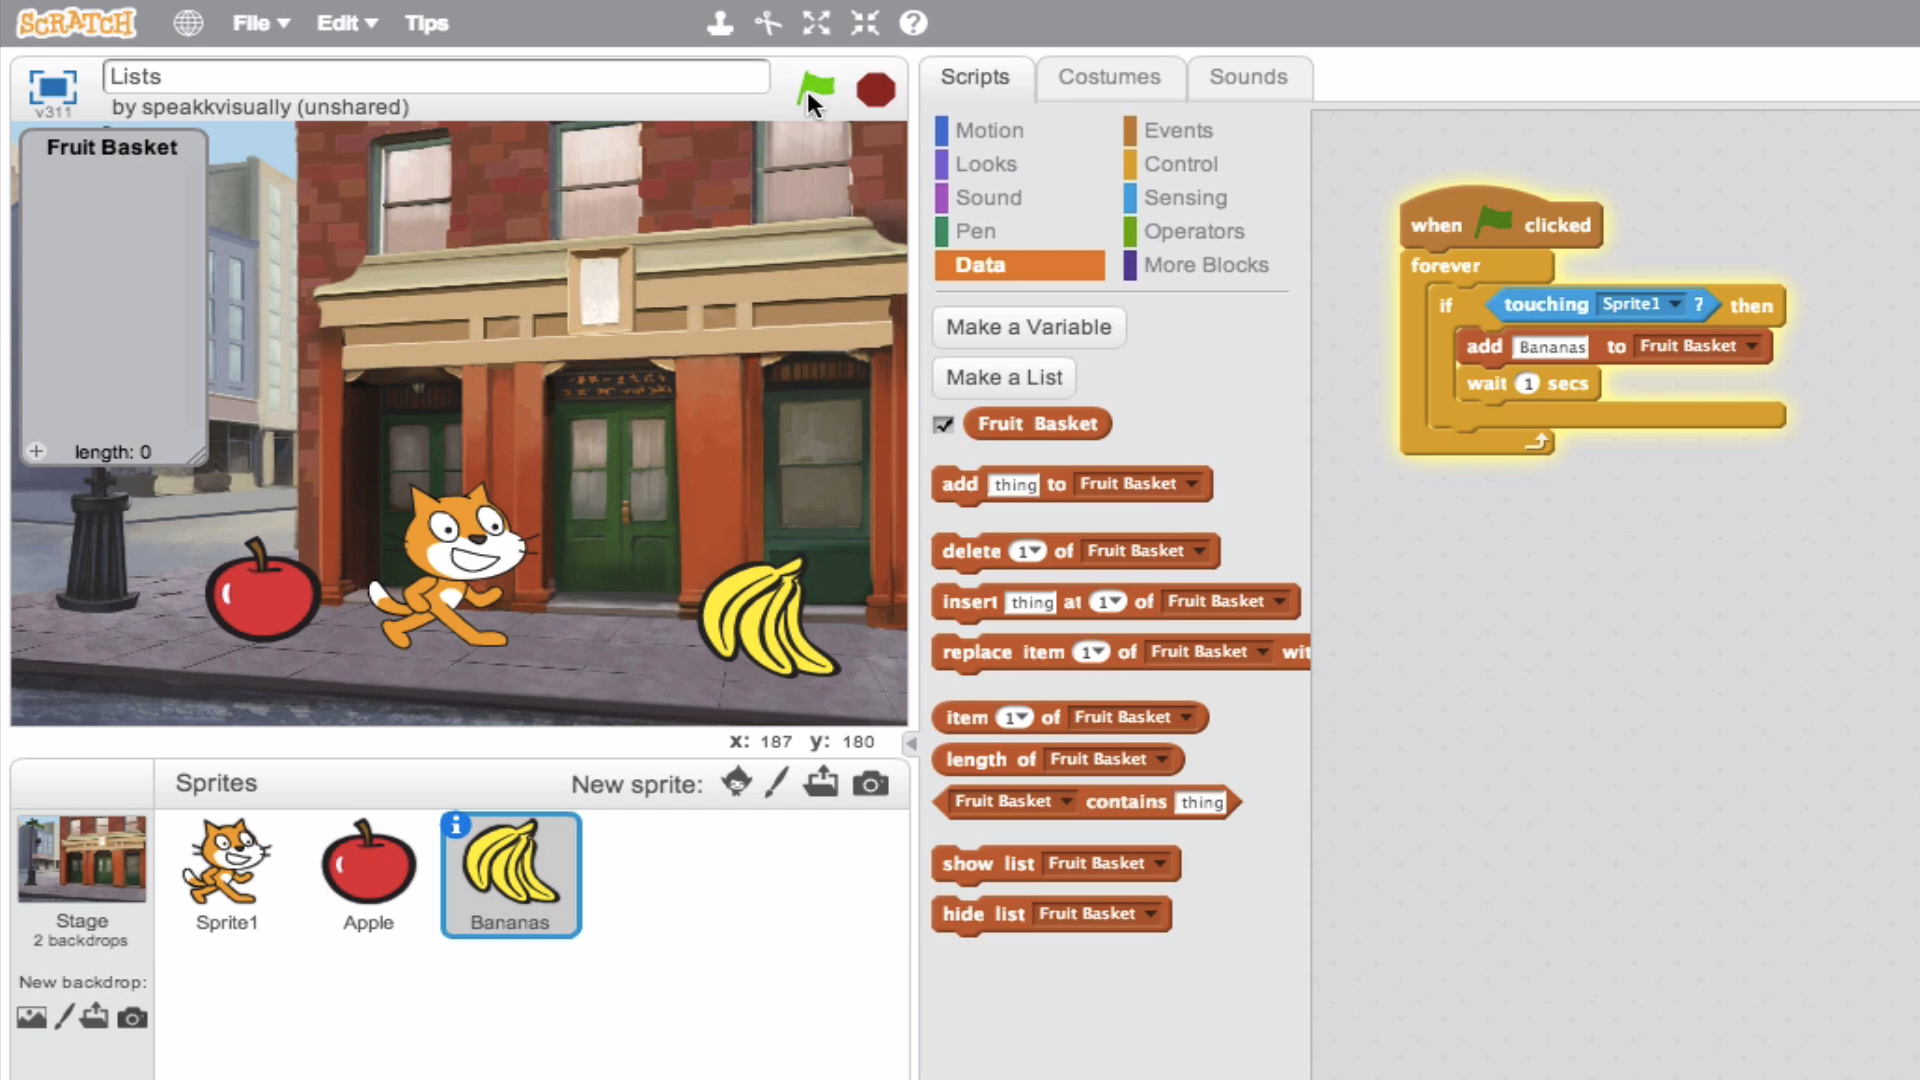 SCRATCH
File ▼ Edit ▼ Tips
Lists
v311
by speakkvisually (unshared)
Fruit Basket
+ length: 0
x: 187 y: 180
Sprites
New sprite:
Stage
2 backdrops
New backdrop:
Sprite1
Apple
Bananas
Scripts Costumes Sounds
Motion Events
Looks Control
Sound Sensing
Pen Operators
Data More Blocks
Make a Variable
Make a List
Fruit Basket
add thing to Fruit Basket
delete 1 of Fruit Basket
insert thing at 1 of Fruit Basket
replace item 1 of Fruit Basket wit
item 1 of Fruit Basket
length of Fruit Basket
Fruit Basket contains thing
show list Fruit Basket
hide list Fruit Basket
when clicked
forever
if touching Sprite1 ? then
add Bananas to Fruit Basket
wait 1 secs